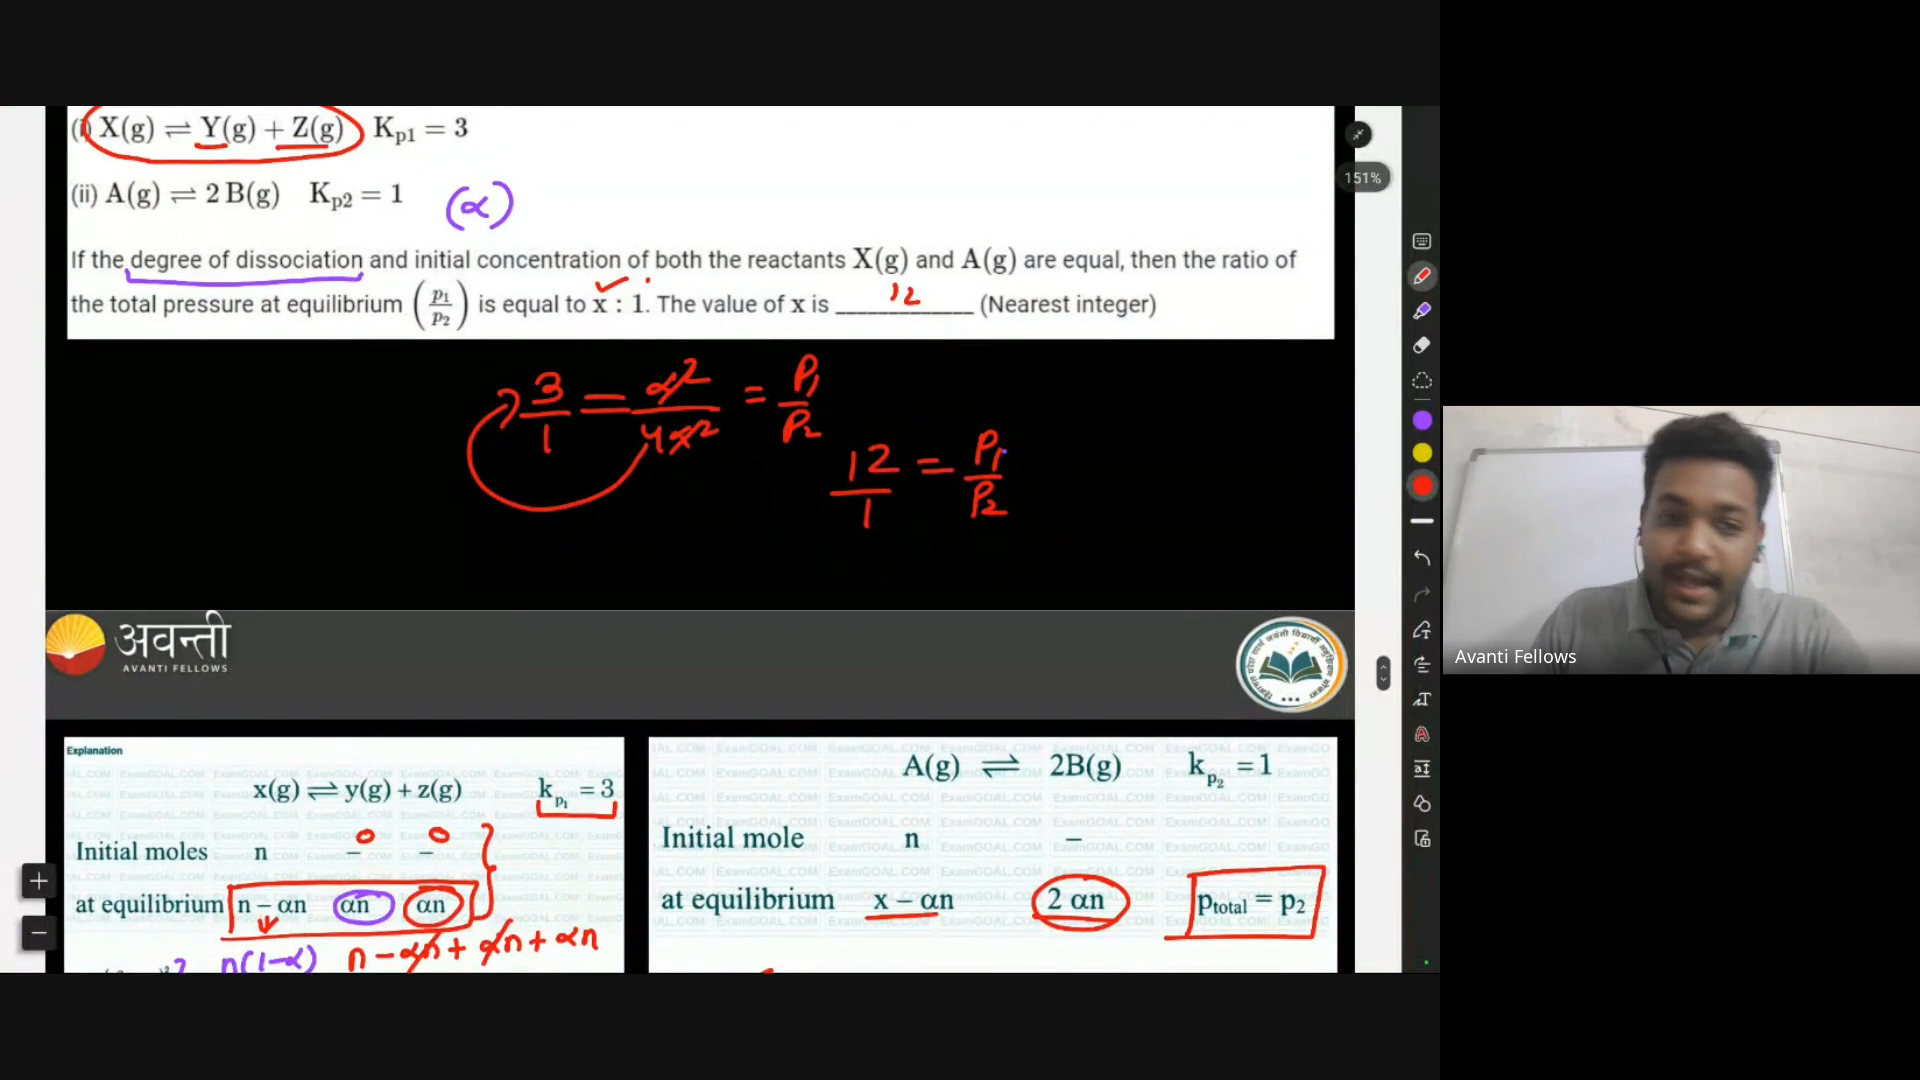 (i) X(g) ⇌ Y(g) + Z(g) Kp1 = 3
(ii) A(g) ⇌ 2 B(g) Kp2 = 1
(α)
If the degree of dissociation and initial concentration of both the reactants X(g) and A(g) are equal, then the ratio of
the total pressure at equilibrium (p1/p2) is equal to x : 1. The value of x is ____12____ (Nearest integer)
3/1 = α²/4α² = P1/P2
12/1 = P1/P2
151%
अवन्ती
AVANTI FELLOWS
Explanation
x(g) ⇌ y(g) + z(g) kp1 = 3
0 0
Initial moles n – –
at equilibrium n – αn αn αn
n(1-α) n - αn + αn + αn
A(g) ⇌ 2B(g) kp2 = 1
Initial mole n –
at equilibrium x – αn 2 αn ptotal = p2
Avanti Fellows